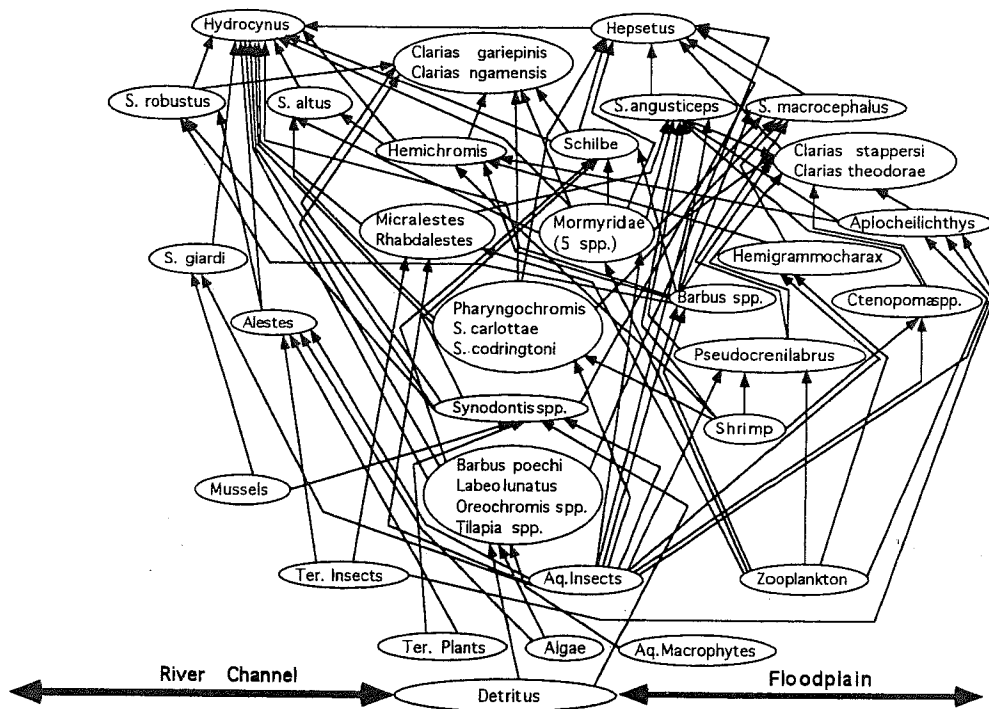 Hydrocynus
Hepsetus
Clarias gariepinis
Clarias ngamensis
S. robustus
S. altus
S. angusticeps
S. macrocephalus
Hemichromis
Schilbe
Clarias stappersi
Clarias theodorae
Micralestes
Rhabdalestes
Mormyridae
(5 spp.)
Aplocheilichthys
S. giardi
Hemigrammocharax
Barbus spp.
Ctenopoma spp.
Alestes
Pharyngochromis
S. carlottae
S. codringtoni
Pseudocrenilabrus
Synodontis spp.
Shrimp
Mussels
Barbus poechi
Labeo lunatus
Oreochromis spp.
Tilapia spp.
Ter. Insects
Aq. Insects
Zooplankton
Ter. Plants
Algae
Aq. Macrophytes
River Channel
Detritus
Floodplain